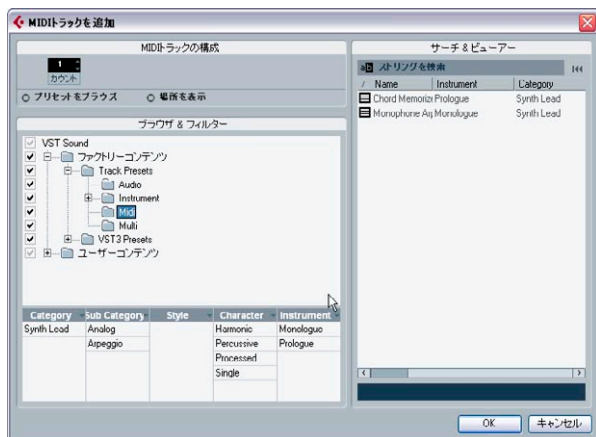 MIDIトラックを追加
MIDIトラックの構成
1
カウント
プリセットをブラウズ 場所を表示
ブラウザ & フィルター
VST Sound
ファクトリーコンテンツ
Track Presets
Audio
Instrument
Midi
Multi
VST3 Presets
ユーザーコンテンツ
Category Sub Category Style Character Instrument
Synth Lead Analog Harmonic Monologue
Arpeggio Percussive Prologue
Processed
Single
サーチ & ビューアー
ab ストリングを検索
/ Name Instrument Category
Chord Memoriz Prologue Synth Lead
Monophone Arp Monologue Synth Lead
OK キャンセル